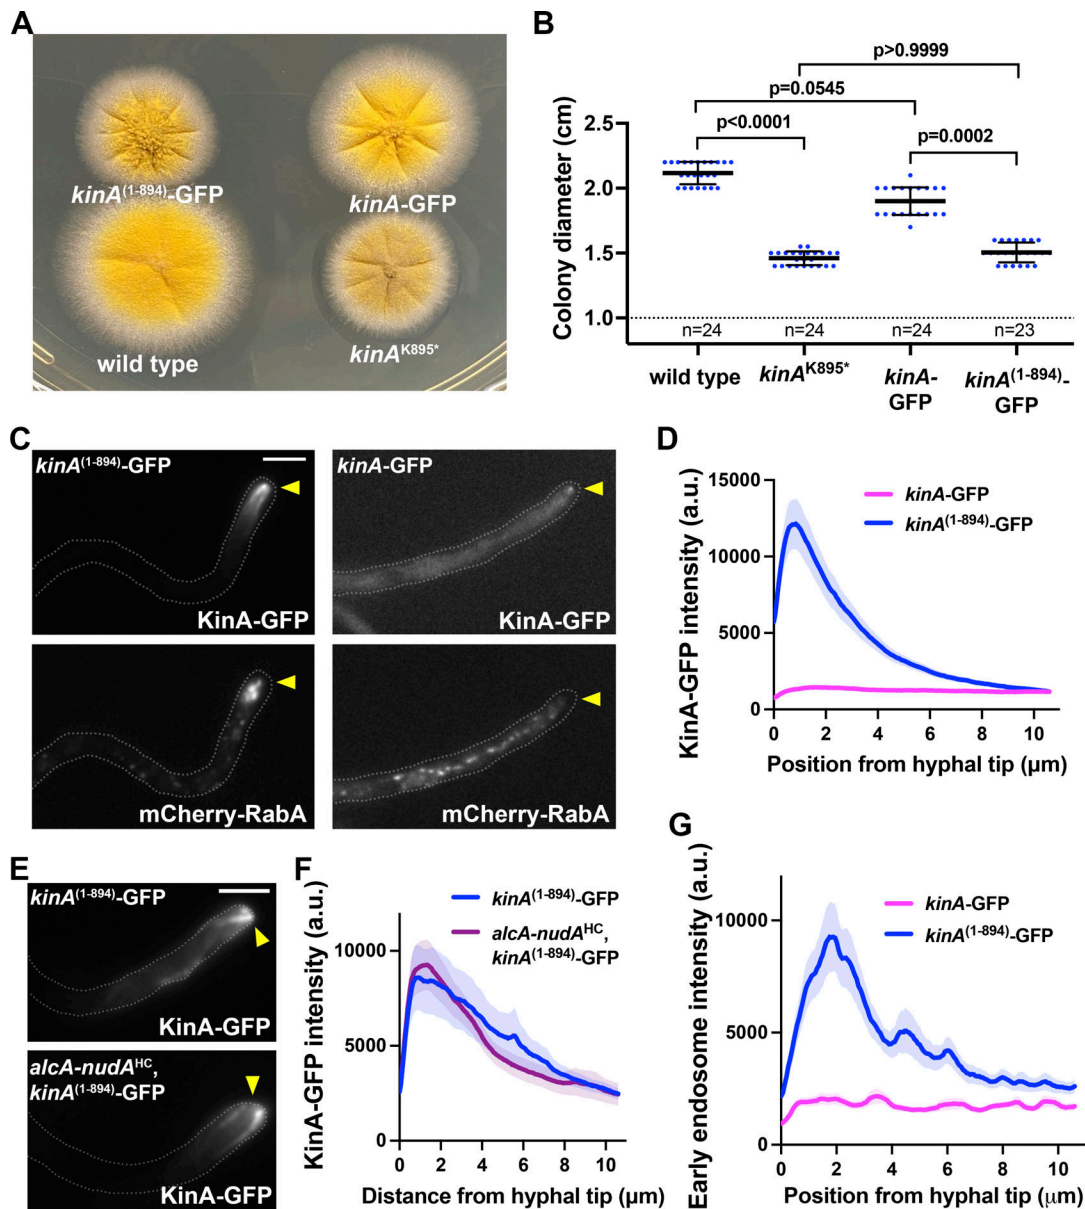 A
kinA(1-894)-GFP
kinA-GFP
wild type
kinAK895*
B
p>0.9999
p=0.0545
p<0.0001
p=0.0002
Colony diameter (cm)
2.5
2.0
1.5
1.0
n=24
n=24
n=24
n=23
wild type
kinAK895*
kinA-
GFP
kinA(1-894)-
GFP
C
kinA(1-894)-GFP
KinA-GFP
kinA-GFP
KinA-GFP
mCherry-RabA
mCherry-RabA
D
KinA-GFP intensity (a.u.)
15000
10000
5000
0
kinA-GFP
kinA(1-894)-GFP
0 2 4 6 8 10
Position from hyphal tip (µm)
E
kinA(1-894)-GFP
KinA-GFP
alcA-nudAHC,
kinA(1-894)-GFP
KinA-GFP
F
KinA-GFP intensity (a.u.)
10000
5000
0
kinA(1-894)-GFP
alcA-nudAHC,
kinA(1-894)-GFP
0 2 4 6 8 10
Distance from hyphal tip (µm)
G
Early endosome intensity (a.u.)
10000
5000
0
kinA-GFP
kinA(1-894)-GFP
0 2 4 6 8 10
Position from hyphal tip (µm)